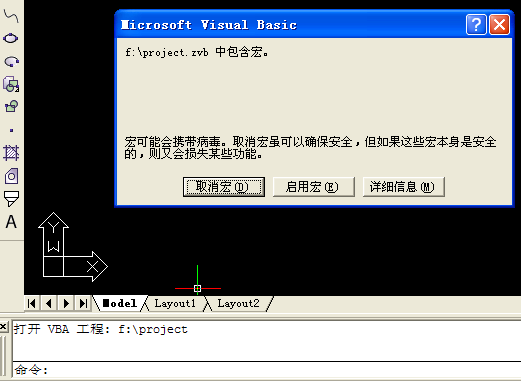 Microsoft Visual Basic
f:\project.zvb 中包含宏。
宏可能会携带病毒。取消宏虽可以确保安全，但如果这些宏本身是安全
的，则又会损失某些功能。
取消宏(D) 启用宏(E) 详细信息(M)
A
Y
W
X
Model Layout1 Layout2
打开 VBA 工程: f:\project
命令: